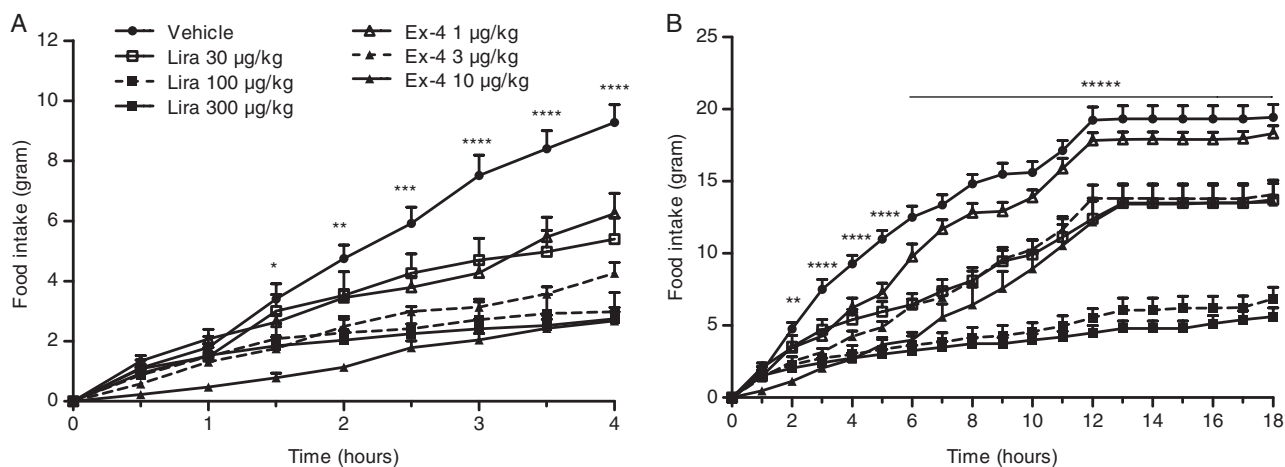 A
Vehicle
Lira 30 µg/kg
Lira 100 µg/kg
Lira 300 µg/kg
Ex-4 1 µg/kg
Ex-4 3 µg/kg
Ex-4 10 µg/kg
12
10
8
6
4
2
0
Food intake (gram)
*
**
***
****
****
****
0 1 2 3 4
Time (hours)
B
25
20
15
10
5
0
Food intake (gram)
**
****
****
****
*****
0 2 4 6 8 10 12 14 16 18
Time (hours)